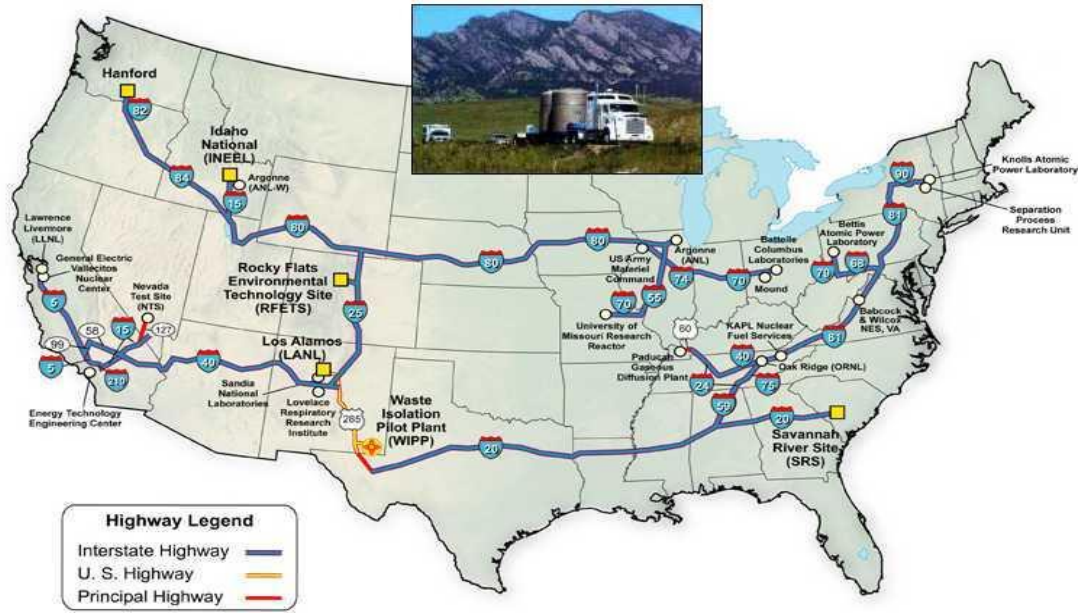 Hanford
82
Idaho
National
(INEEL)
Argonne
(ANL-W)
84
15
80
Lawrence
Livermore
(LLNL)
General Electric
Vallecitos
Nuclear
Center
Nevada
Test Site
(NTS)
5
58
15
127
99
5
210
Energy Technology
Engineering Center
40
Rocky Flats
Environmental
Technology Site
(RFETS)
25
Los Alamos
(LANL)
Sandia
National
Laboratories
Lovelace
Respiratory
Research
Institute
285
Waste
Isolation
Pilot Plant
(WIPP)
80
80
US Army
Materiel
Command
Argonne
(ANL)
74
55
70
University of
Missouri Research
Reactor
Battelle
Columbus
Laboratories
70
Mound
Bettis
Atomic Power
Laboratory
70
68
90
81
Knolls Atomic
Power Laboratory
Separation
Process
Research Unit
Babcock
& Wilcox
NES, VA
81
60
Paducah
Gaseous
Diffusion Plant
KAPL Nuclear
Fuel Services
40
Oak Ridge (ORNL)
24
75
59
20
20
Savannah
River Site
(SRS)
Highway Legend
Interstate Highway
U. S. Highway
Principal Highway